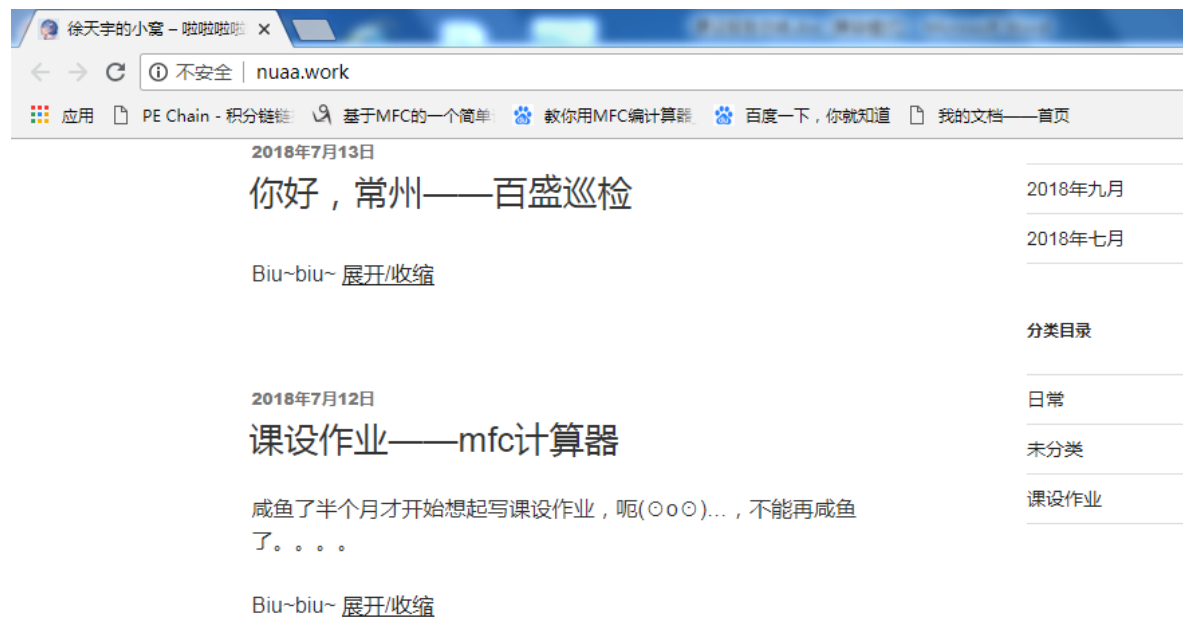 徐天宇的小窝 – 啦啦啦啦
不安全 | nuaa.work
应用 PE Chain - 积分链链 基于MFC的一个简单 教你用MFC编计算器_ 百度一下，你就知道 我的文档——首页
2018年7月13日
你好，常州——百盛巡检
Biu~biu~ 展开/收缩
2018年7月12日
课设作业——mfc计算器
咸鱼了半个月才开始想起写课设作业，呃(⊙o⊙)…，不能再咸鱼
了。。。。
Biu~biu~ 展开/收缩
2018年九月
2018年七月
分类目录
日常
未分类
课设作业